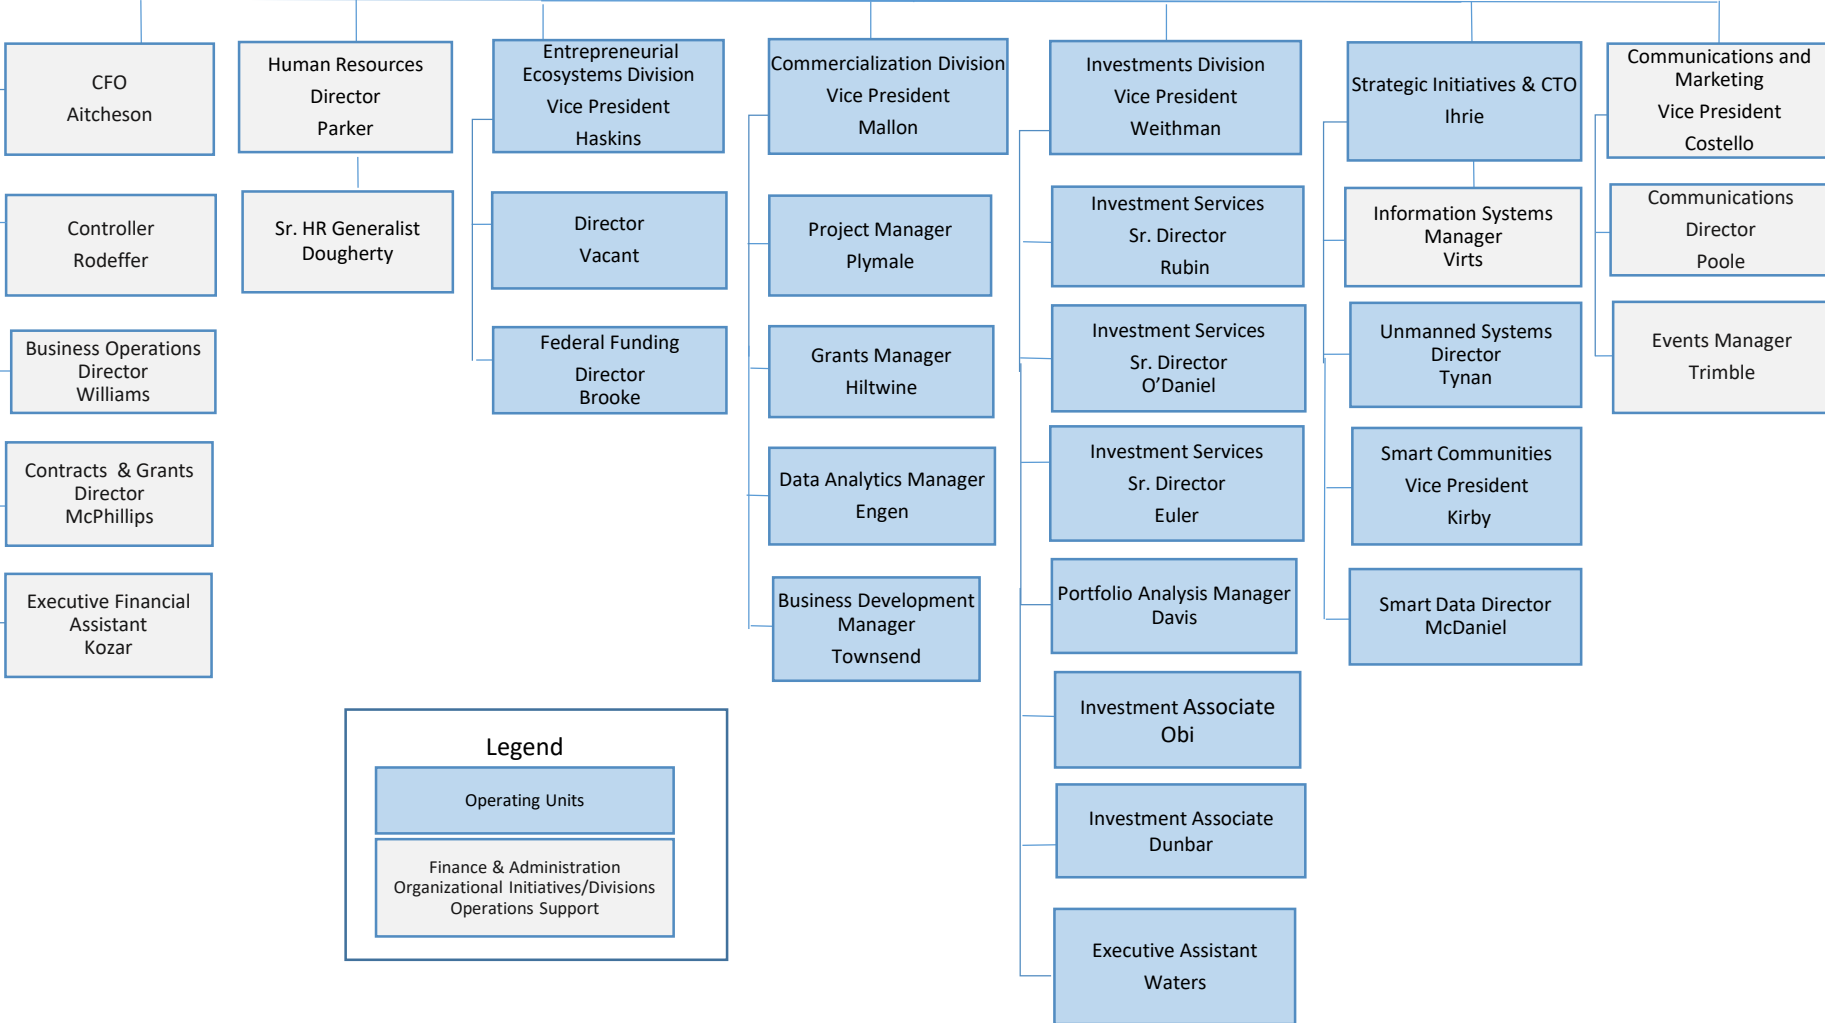 CFO
Aitcheson
Controller
Rodeffer
Business Operations
Director
Williams
Contracts & Grants
Director
McPhillips
Executive Financial
Assistant
Kozar
Human Resources
Director
Parker
Sr. HR Generalist
Dougherty
Entrepreneurial
Ecosystems Division
Vice President
Haskins
Director
Vacant
Federal Funding
Director
Brooke
Commercialization Division
Vice President
Mallon
Project Manager
Plymale
Grants Manager
Hiltwine
Data Analytics Manager
Engen
Business Development
Manager
Townsend
Investments Division
Vice President
Weithman
Investment Services
Sr. Director
Rubin
Investment Services
Sr. Director
O’Daniel
Investment Services
Sr. Director
Euler
Portfolio Analysis Manager
Davis
Investment Associate
Obi
Investment Associate
Dunbar
Executive Assistant
Waters
Strategic Initiatives & CTO
Ihrie
Information Systems
Manager
Virts
Unmanned Systems
Director
Tynan
Smart Communities
Vice President
Kirby
Smart Data Director
McDaniel
Communications and
Marketing
Vice President
Costello
Communications
Director
Poole
Events Manager
Trimble
Legend
Operating Units
Finance & Administration
Organizational Initiatives/Divisions
Operations Support